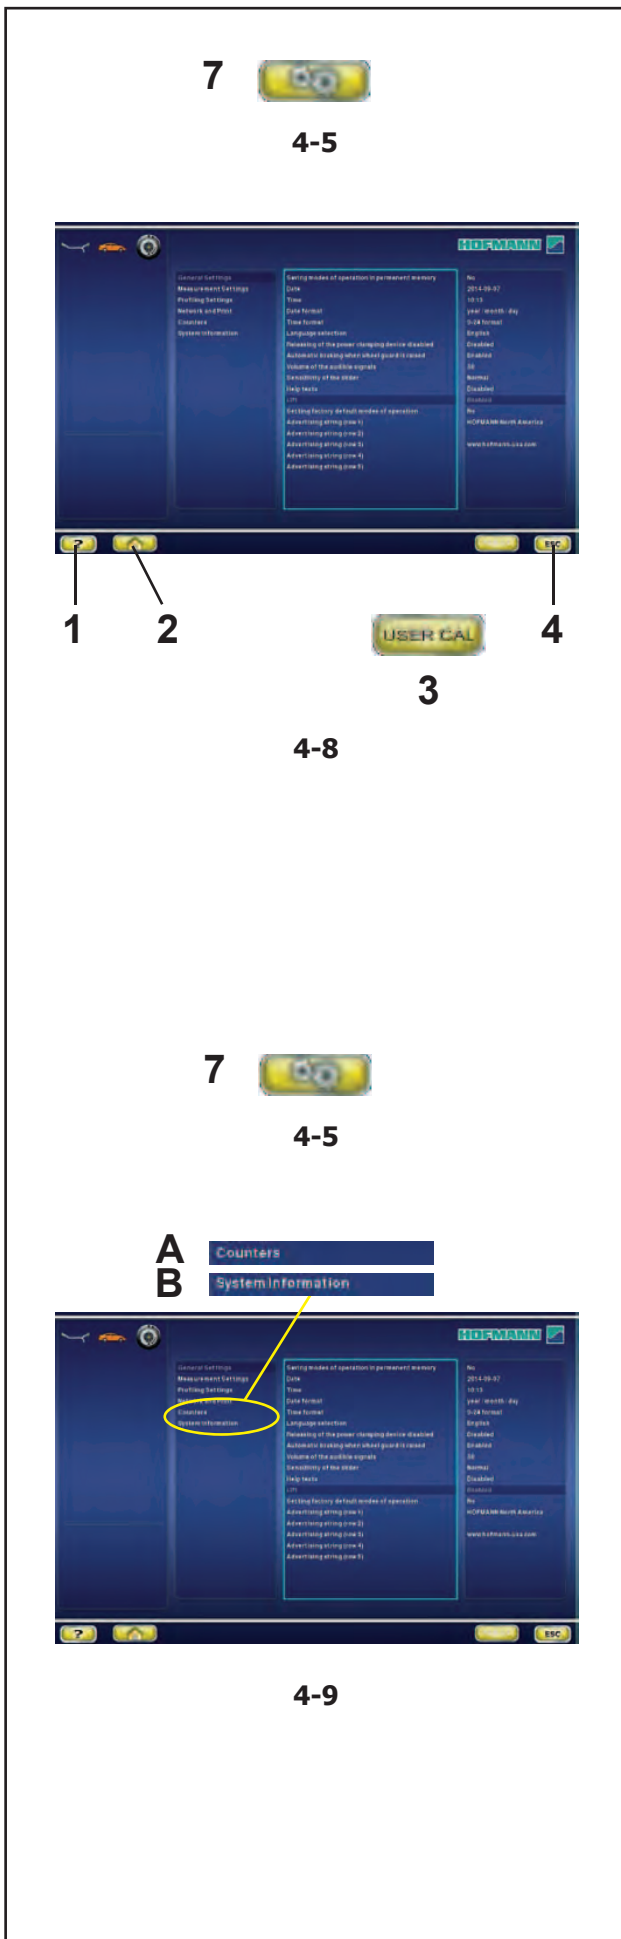 7
4-5
HOFMANN
General Settings
Measurement Settings
Profiling Settings
Network and Print
Counters
System Information
Saving modes of operation in permanent memory
Date
Time
Date format
Time format
Language selection
Releasing of the power clamping device disabled
Automatic braking when wheel guard is raised
Volume of the audible signals
Sensitivity of the slider
Help texts
Lift
Setting factory default modes of operation
Advertising string (row 1)
Advertising string (row 2)
Advertising string (row 3)
Advertising string (row 4)
Advertising string (row 5)
No
2014-09-07
10:15
year / month / day
0-24 format
English
Disabled
Enabled
50
Normal
Disabled
Enabled
No
HOFMANN North America
www.hofmann-usa.com
?
ESC
1
2
USER CAL
4
3
4-8
7
4-5
A Counters
B System Information
HOFMANN
General Settings
Measurement Settings
Profiling Settings
Network and Print
Counters
System Information
Saving modes of operation in permanent memory
Date
Time
Date format
Time format
Language selection
Releasing of the power clamping device disabled
Automatic braking when wheel guard is raised
Volume of the audible signals
Sensitivity of the slider
Help texts
Lift
Setting factory default modes of operation
Advertising string (row 1)
Advertising string (row 2)
Advertising string (row 3)
Advertising string (row 4)
Advertising string (row 5)
No
2014-09-07
10:15
year / month / day
0-24 format
English
Disabled
Enabled
50
Normal
Disabled
Enabled
No
HOFMANN North America
www.hofmann-usa.com
?
ESC
4-9